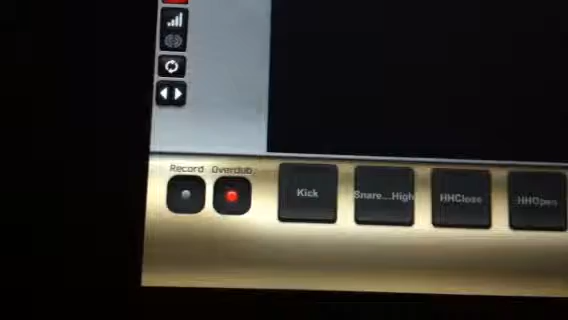 Record Overdub
Kick
Snare...High
HHClose
HHOpen